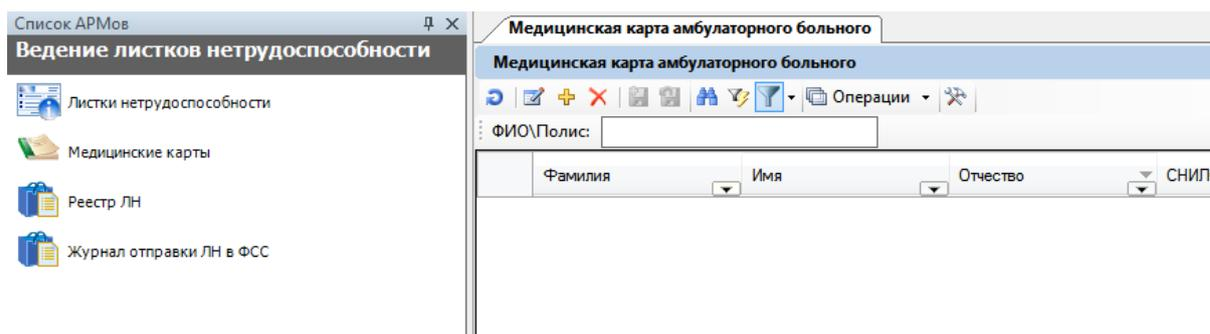 Список АРМов
Ведение листков нетрудоспособности
Листки нетрудоспособности
Медицинские карты
Реестр ЛН
Журнал отправки ЛН в ФСС
Медицинская карта амбулаторного больного
Медицинская карта амбулаторного больного
Операции
ФИО\Полис:
Фамилия Имя Отчество СНИЛ